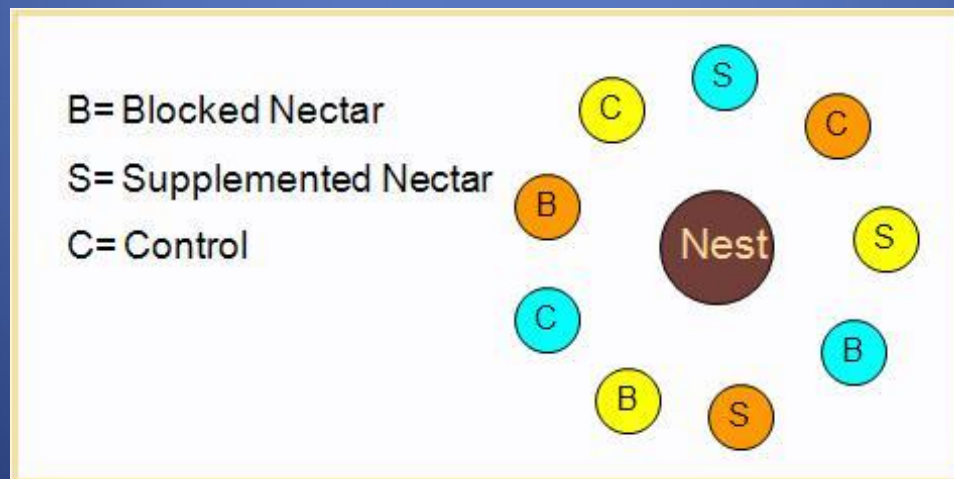 B= Blocked Nectar
S= Supplemented Nectar
C= Control
S
C
C
B
Nest
S
C
B
B
S